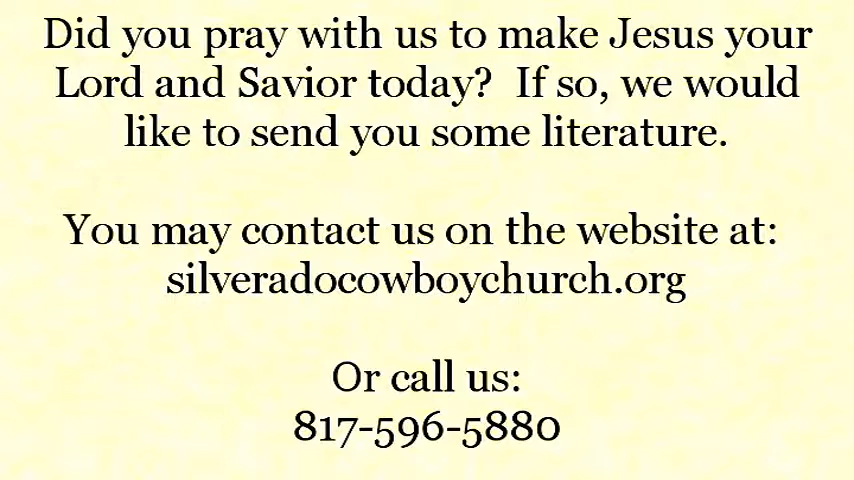 Did you pray with us to make Jesus your
Lord and Savior today?  If so, we would
like to send you some literature.
You may contact us on the website at:
silveradocowboychurch.org
Or call us:
817-596-5880